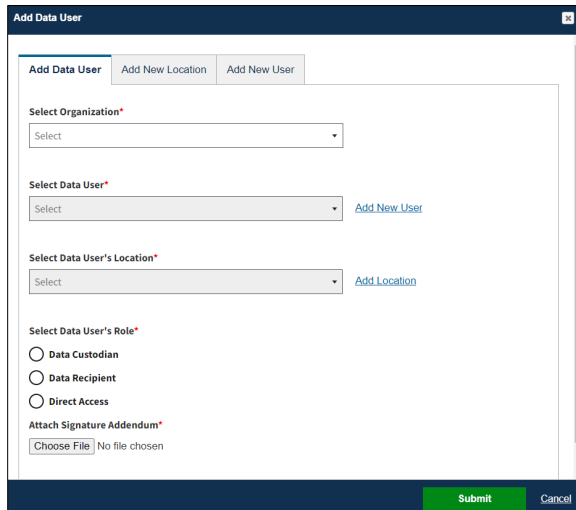 Add Data User
Add Data User Add New Location Add New User
Select Organization*
Select
Select Data User*
Select Add New User
Select Data User's Location*
Select Add Location
Select Data User's Role*
Data Custodian
Data Recipient
Direct Access
Attach Signature Addendum*
Choose File No file chosen
Submit Cancel